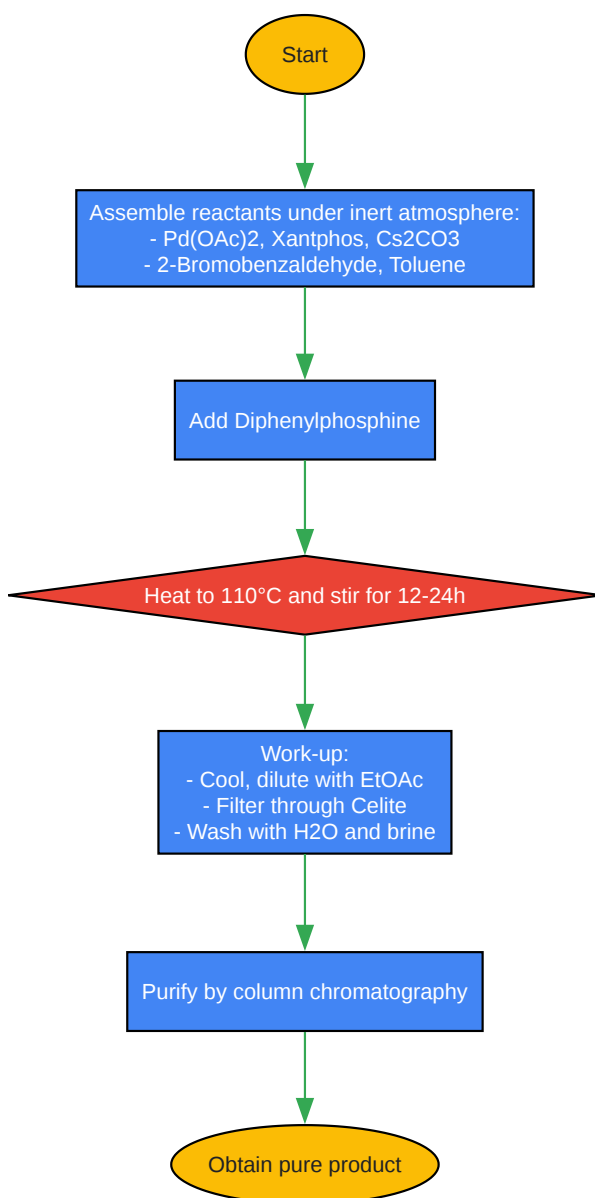 Start
Assemble reactants under inert atmosphere:
- Pd(OAc)2, Xantphos, Cs2CO3
- 2-Bromobenzaldehyde, Toluene
Add Diphenylphosphine
Heat to 110°C and stir for 12-24h
Work-up:
- Cool, dilute with EtOAc
- Filter through Celite
- Wash with H2O and brine
Purify by column chromatography
Obtain pure product